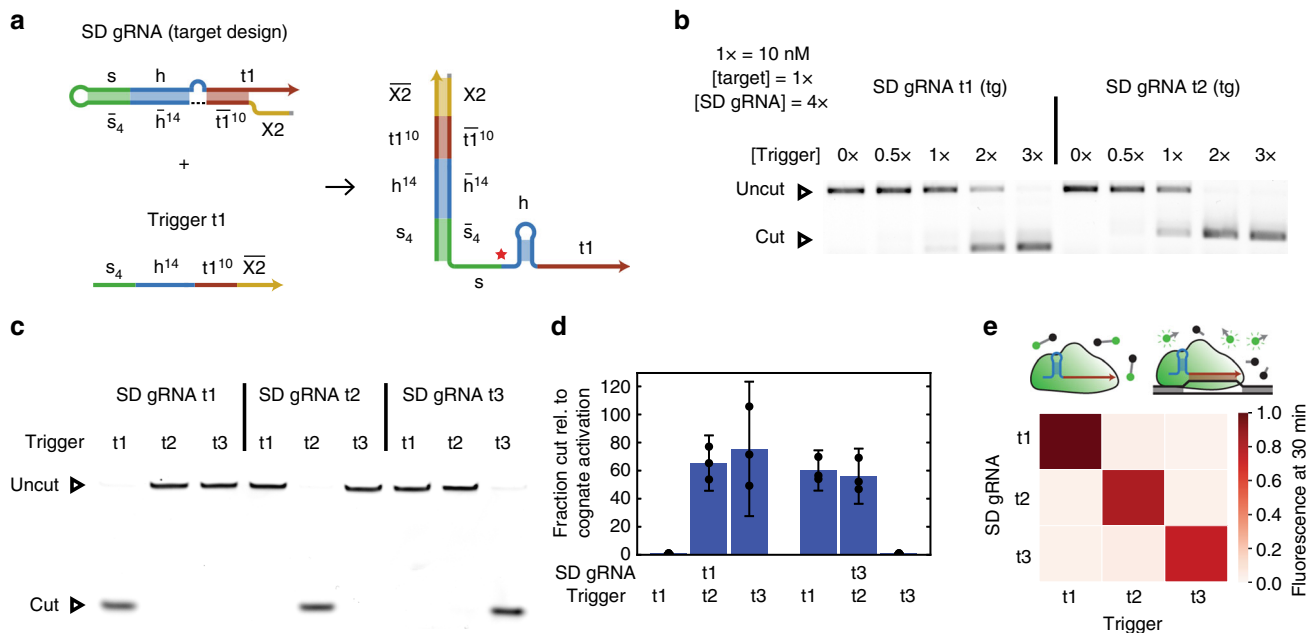 a
SD gRNA (target design)
s h t1
s̄₄ h̄¹⁴ t̄1̄¹⁰ X2
+
Trigger t1
s₄ h¹⁴ t1¹⁰ X̄2̄
→
X̄2̄ X2
t1¹⁰ t̄1̄¹⁰
h¹⁴ h̄¹⁴
s₄ s̄₄
h
t1
s
b
1× = 10 nM
[target] = 1×
[SD gRNA] = 4×
SD gRNA t1 (tg) SD gRNA t2 (tg)
[Trigger] 0× 0.5× 1× 2× 3× 0× 0.5× 1× 2× 3×
Uncut
Cut
c
SD gRNA t1 SD gRNA t2 SD gRNA t3
Trigger t1 t2 t3 t1 t2 t3 t1 t2 t3
Uncut
Cut
d
Fraction cut rel. to
cognate activation
120
100
80
60
40
20
0
SD gRNA t1 t3
Trigger t1 t2 t3 t1 t2 t3
e
SD gRNA
t1
t2
t3
t1 t2 t3
Trigger
1.0
0.8
0.6
0.4
0.2
0.0
Fluorescence at 30 min